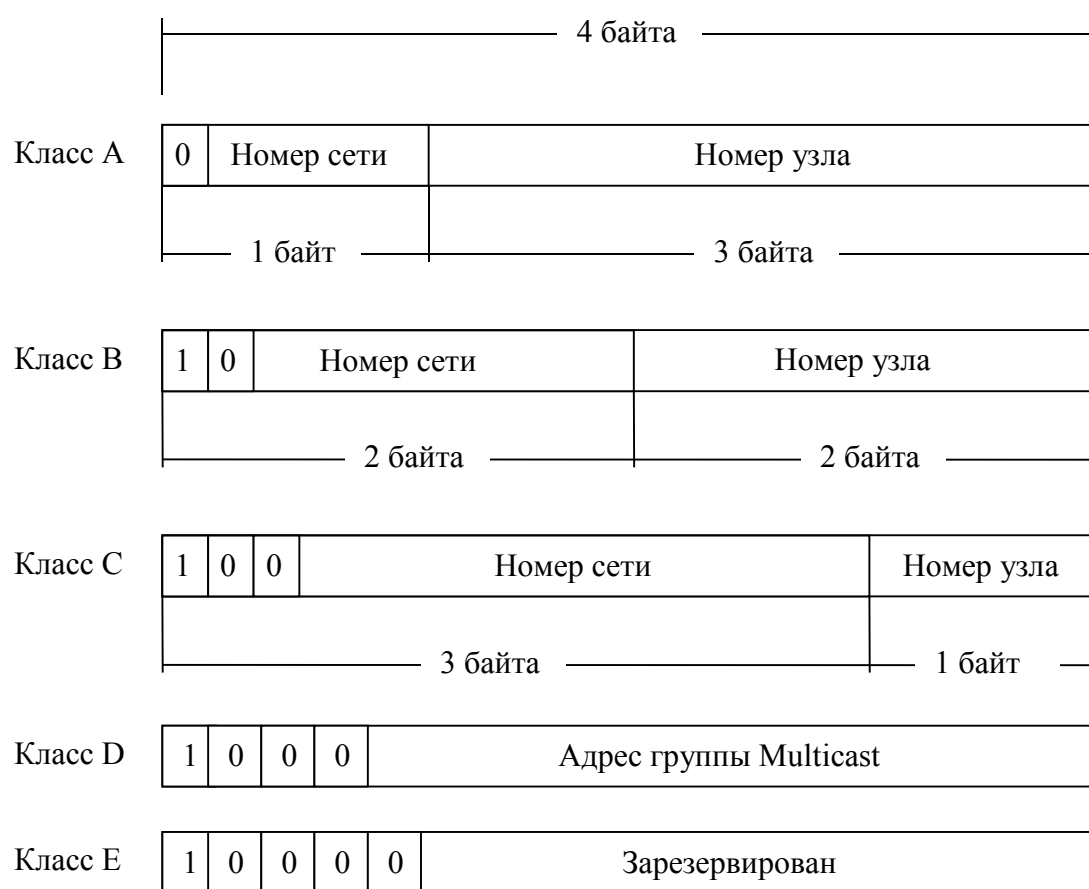 4 байта
Класс A 0 Номер сети Номер узла
1 байт 3 байта
Класс B 1 0 Номер сети Номер узла
2 байта 2 байта
Класс C 1 0 0 Номер сети Номер узла
3 байта 1 байт
Класс D 1 0 0 0 Адрес группы Multicast
Класс E 1 0 0 0 0 Зарезервирован